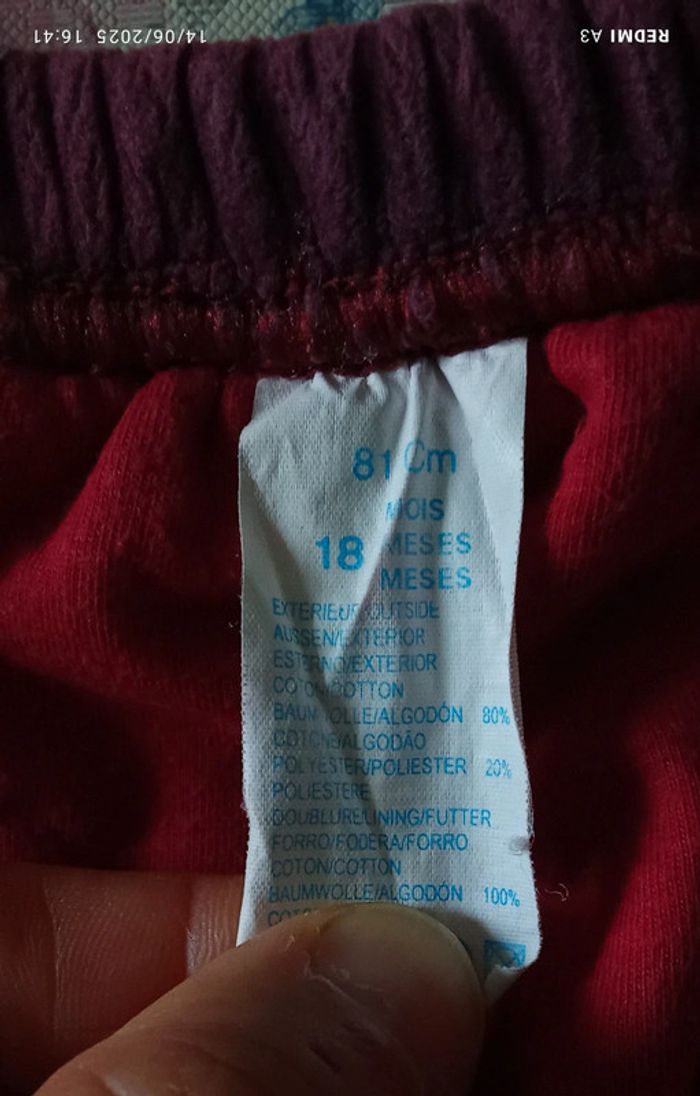 81 Cm
MOIS
18 MESES
MESES
EXTERIEUR/OUTSIDE
AUSSEN/EXTERIOR
ESTERNO/EXTERIOR
COTON/COTTON
BAUMWOLLE/ALGODÓN 80%
COTONE/ALGODÃO
POLYESTER/POLIESTER 20%
POLIESTERE
DOUBLURE/LINING/FUTTER
FORRO/FODERA/FORRO
COTON/COTTON
BAUMWOLLE/ALGODÓN 100%
REDMI A3
14/06/2025 16:41